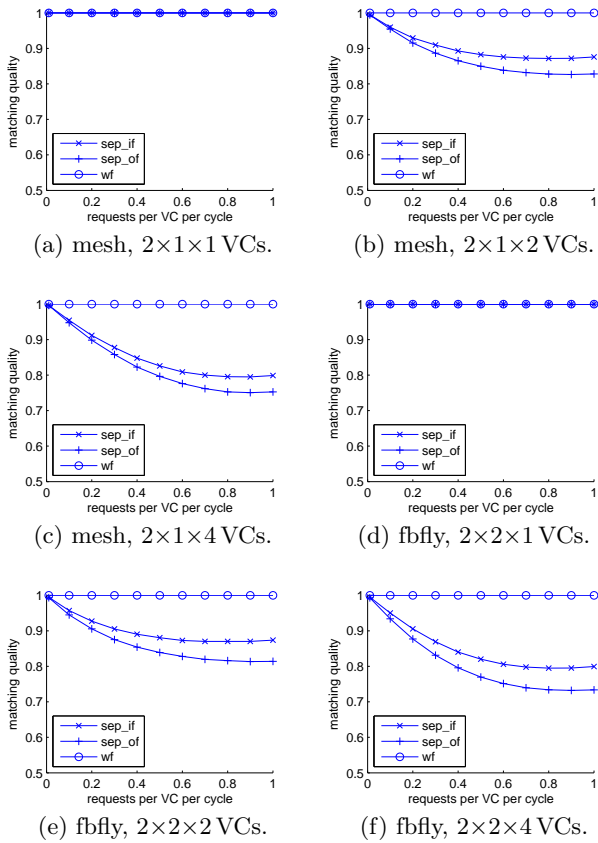 1
0.9
0.8
0.7
0.6
0.5
0 0.2 0.4 0.6 0.8 1
matching quality
requests per VC per cycle
sep_if
sep_of
wf
(a) mesh, 2×1×1 VCs.
1
0.9
0.8
0.7
0.6
0.5
0 0.2 0.4 0.6 0.8 1
matching quality
requests per VC per cycle
sep_if
sep_of
wf
(b) mesh, 2×1×2 VCs.
1
0.9
0.8
0.7
0.6
0.5
0 0.2 0.4 0.6 0.8 1
matching quality
requests per VC per cycle
sep_if
sep_of
wf
(c) mesh, 2×1×4 VCs.
1
0.9
0.8
0.7
0.6
0.5
0 0.2 0.4 0.6 0.8 1
matching quality
requests per VC per cycle
sep_if
sep_of
wf
(d) fbfly, 2×2×1 VCs.
1
0.9
0.8
0.7
0.6
0.5
0 0.2 0.4 0.6 0.8 1
matching quality
requests per VC per cycle
sep_if
sep_of
wf
(e) fbfly, 2×2×2 VCs.
1
0.9
0.8
0.7
0.6
0.5
0 0.2 0.4 0.6 0.8 1
matching quality
requests per VC per cycle
sep_if
sep_of
wf
(f) fbfly, 2×2×4 VCs.